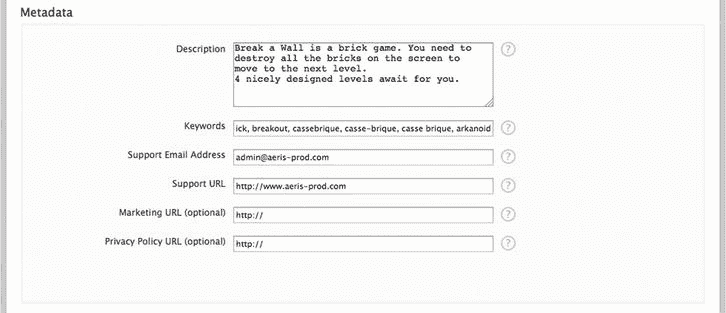 Metadata
Description
Break a Wall is a brick game. You need to
destroy all the bricks on the screen to
move to the next level.
4 nicely designed levels await for you.
?
Keywords ick, breakout, cassebrique, casse-brique, casse brique, arkanoid ?
Support Email Address admin@aeris-prod.com ?
Support URL http://www.aeris-prod.com ?
Marketing URL (optional) http:// ?
Privacy Policy URL (optional) http:// ?